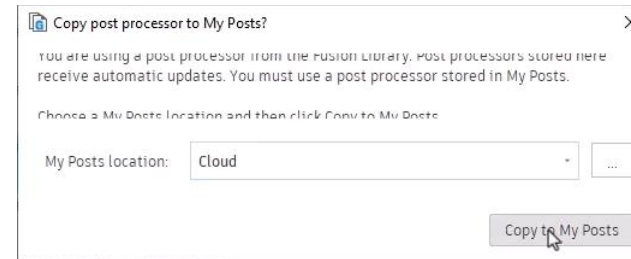 Copy post processor to My Posts?
You are using a post processor from the Fusion Library. Post processors stored here
receive automatic updates. You must use a post processor stored in My Posts.
Choose a My Posts location and then click Copy to My Posts
My Posts location: Cloud ...
Copy to My Posts